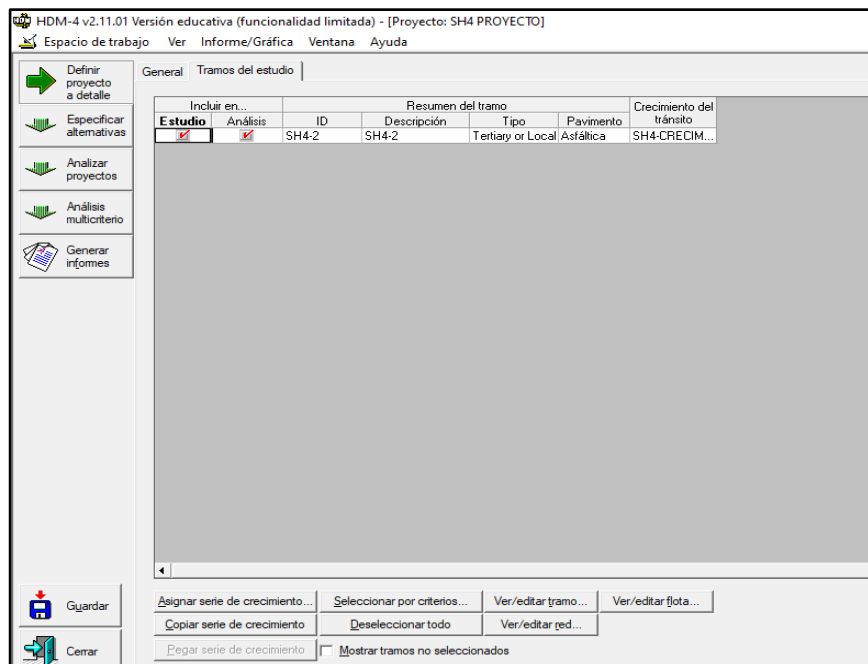 HDM-4 v2.11.01 Versión educativa (funcionalidad limitada) - [Proyecto: SH4 PROYECTO]
Espacio de trabajo Ver Informe/Gráfica Ventana Ayuda
Definir proyecto a detalle
Especificar alternativas
Analizar proyectos
Análisis multicriterio
Generar informes
General Tramos del estudio
Incluir en... Resumen del tramo Crecimiento del tránsito
Estudio Análisis ID Descripción Tipo Pavimento
SH4-2 SH4-2 Tertiary or Local Asfáltica SH4-CRECIM...
Guardar
Cerrar
Asignar serie de crecimiento... Seleccionar por criterios... Ver/editar tramo... Ver/editar flota...
Copiar serie de crecimiento Deseleccionar todo Ver/editar red...
Pegar serie de crecimiento Mostrar tramos no seleccionados